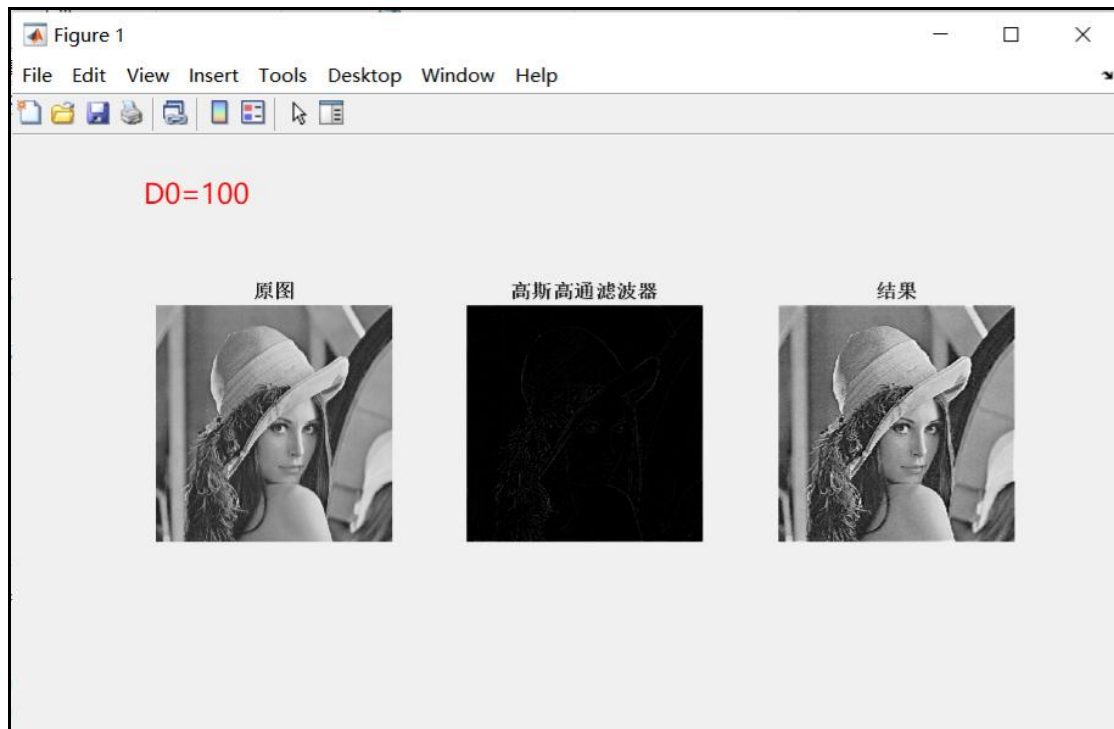 Figure 1
File Edit View Insert Tools Desktop Window Help
D0=100
原图 高斯高通滤波器 结果